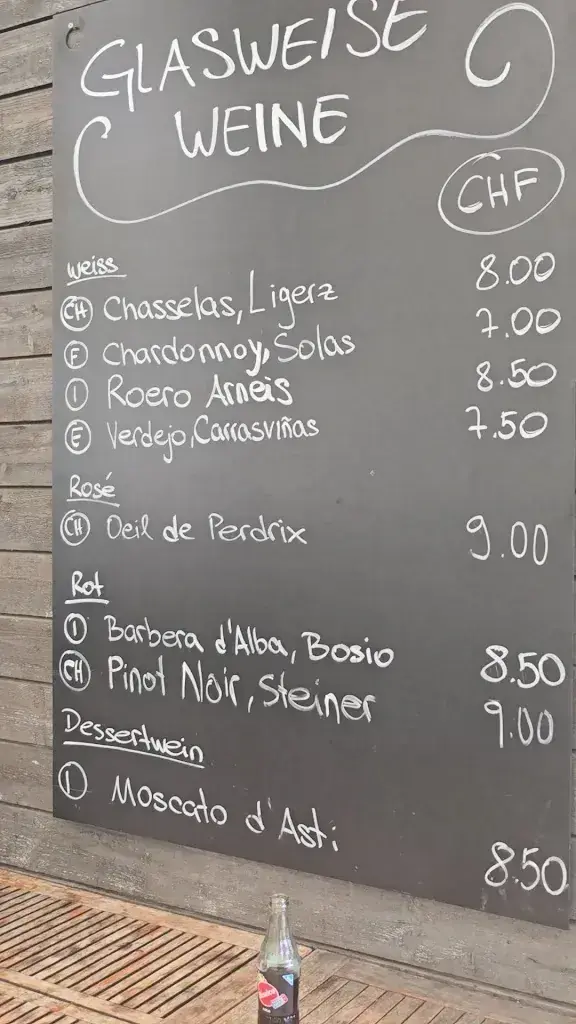 GLASWEISE
WEINE
CHF
Weiss
CH Chasselas, Ligerz 8.00
F Chardonnay, Solas 7.00
I Roero Arneis 8.50
E Verdejo, Carrasviñas 7.50
Rosé
CH Oeil de Perdrix 9.00
Rot
I Barbera d'Alba, Bosio 8.50
CH Pinot Noir, Steiner 9.00
Dessertwein
I Moscato d'Asti 8.50